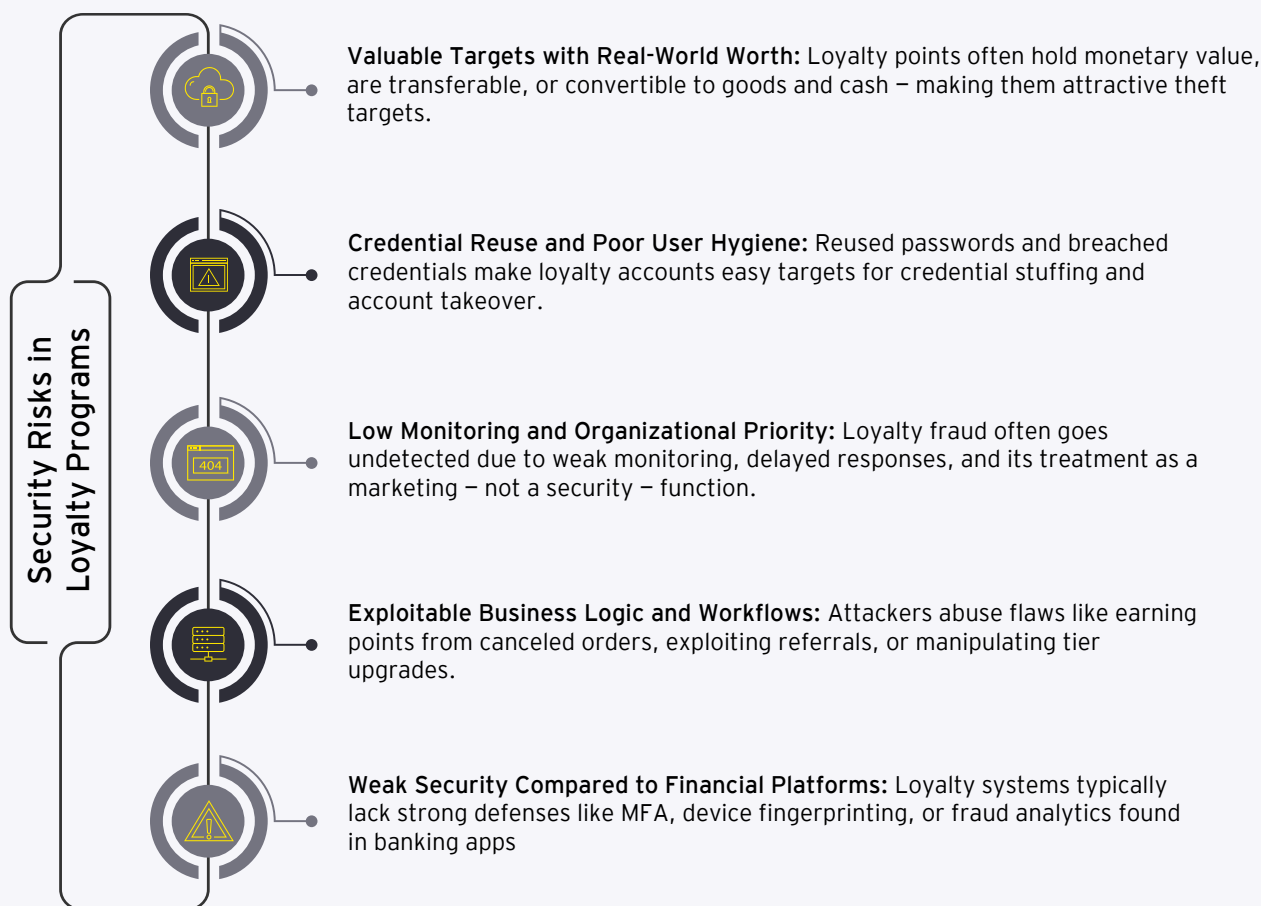 Security Risks in
Loyalty Programs
Valuable Targets with Real-World Worth: Loyalty points often hold monetary value,
are transferable, or convertible to goods and cash — making them attractive theft
targets.
Credential Reuse and Poor User Hygiene: Reused passwords and breached
credentials make loyalty accounts easy targets for credential stuffing and
account takeover.
404
Low Monitoring and Organizational Priority: Loyalty fraud often goes
undetected due to weak monitoring, delayed responses, and its treatment as a
marketing — not a security — function.
Exploitable Business Logic and Workflows: Attackers abuse flaws like earning
points from canceled orders, exploiting referrals, or manipulating tier
upgrades.
Weak Security Compared to Financial Platforms: Loyalty systems typically
lack strong defenses like MFA, device fingerprinting, or fraud analytics found
in banking apps